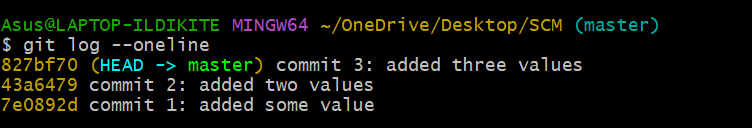 Asus@LAPTOP-ILDIKITE MINGW64 ~/OneDrive/Desktop/SCM (master)
$ git log --oneline
827bf70 (HEAD -> master) commit 3: added three values
43a6479 commit 2: added two values
7e0892d commit 1: added some value